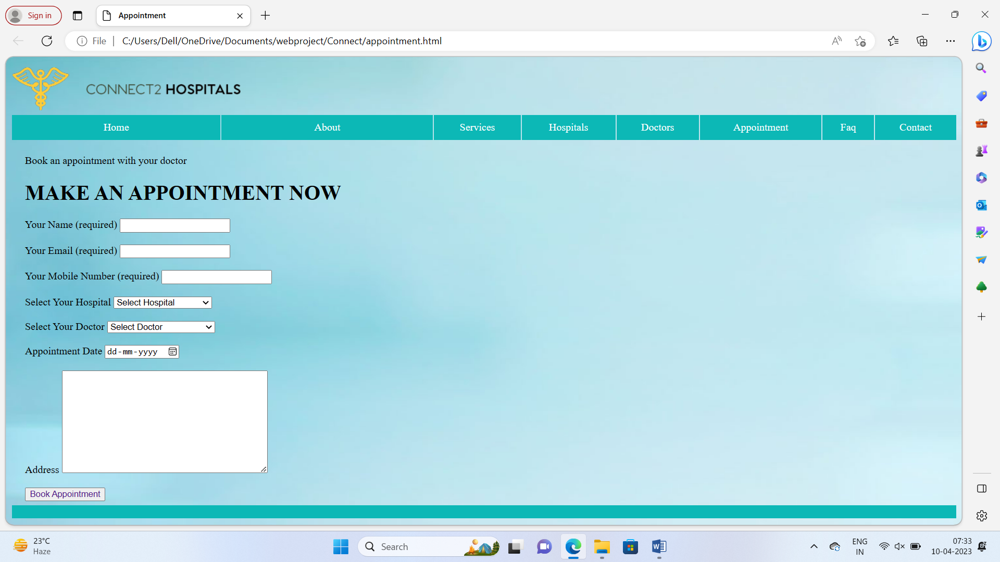 Sign in
Appointment
File
C:/Users/Dell/OneDrive/Documents/webproject/Connect/appointment.html
CONNECT2 HOSPITALS
Home About Services Hospitals Doctors Appointment Faq Contact
Book an appointment with your doctor
MAKE AN APPOINTMENT NOW
Your Name (required)
Your Email (required)
Your Mobile Number (required)
Select Your Hospital Select Hospital
Select Your Doctor Select Doctor
Appointment Date dd-mm-yyyy
Address
Book Appointment
23°C
Haze
Search
ENG
IN
07:33
10-04-2023